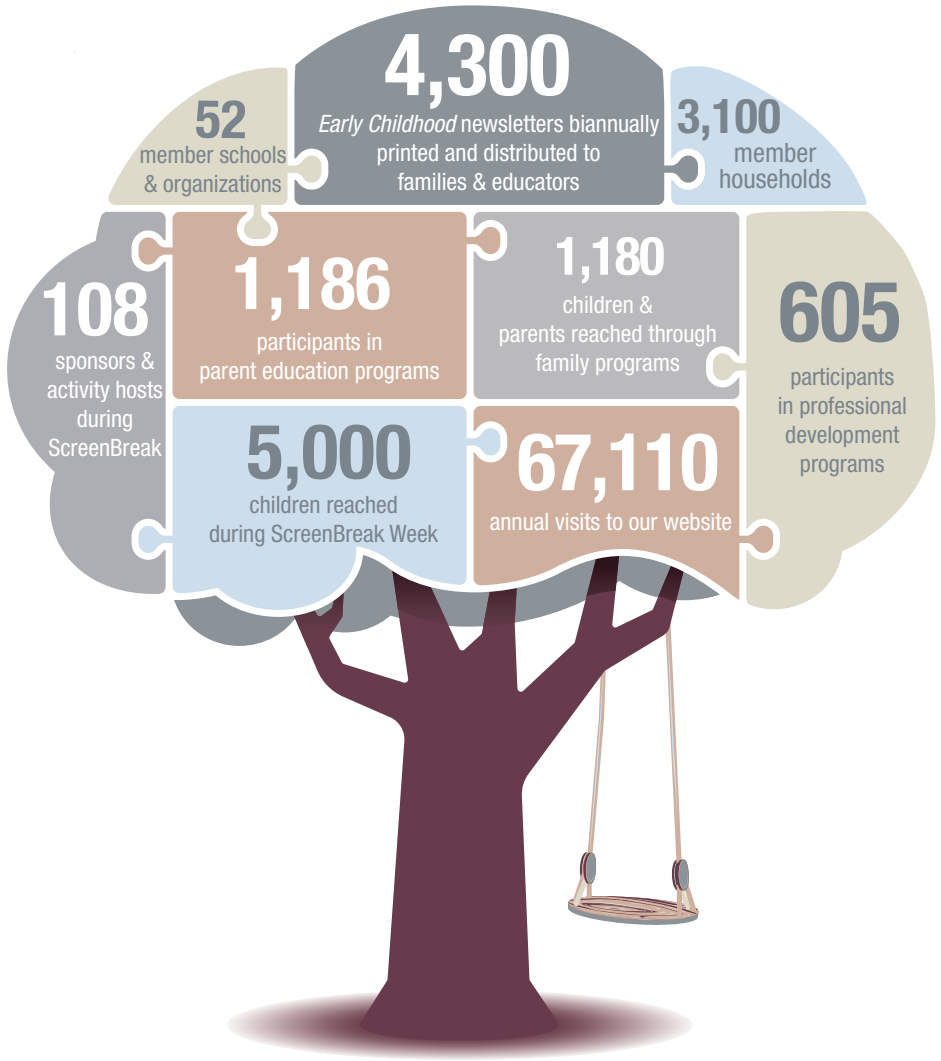 4,300
Early Childhood newsletters biannually
printed and distributed to
families & educators
52
member schools
& organizations
3,100
member
households
108
sponsors &
activity hosts
during
ScreenBreak
1,186
participants in
parent education programs
1,180
children &
parents reached through
family programs
605
participants
in professional
development
programs
5,000
children reached
during ScreenBreak Week
67,110
annual visits to our website